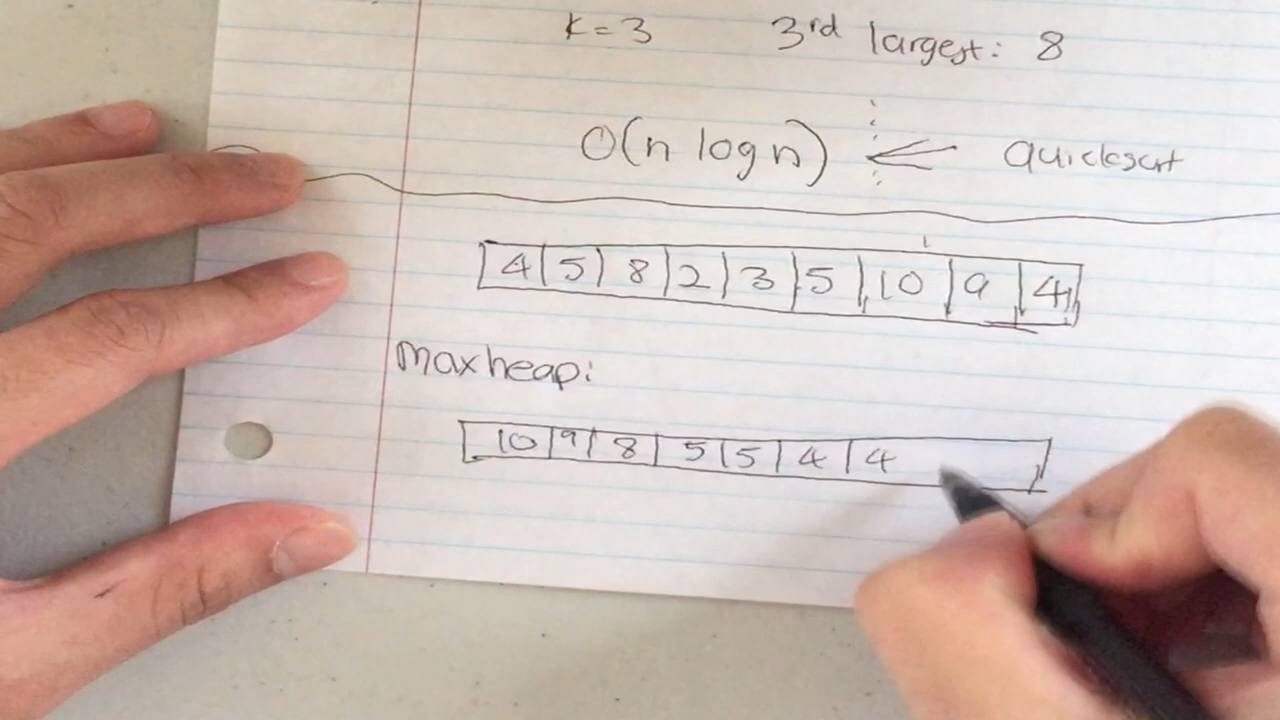 k=3 3rd largest: 8
O(n log n) ← Quicksort
4 5 8 2 3 5 10 9 4
Maxheap:
10 9 8 5 5 4 4